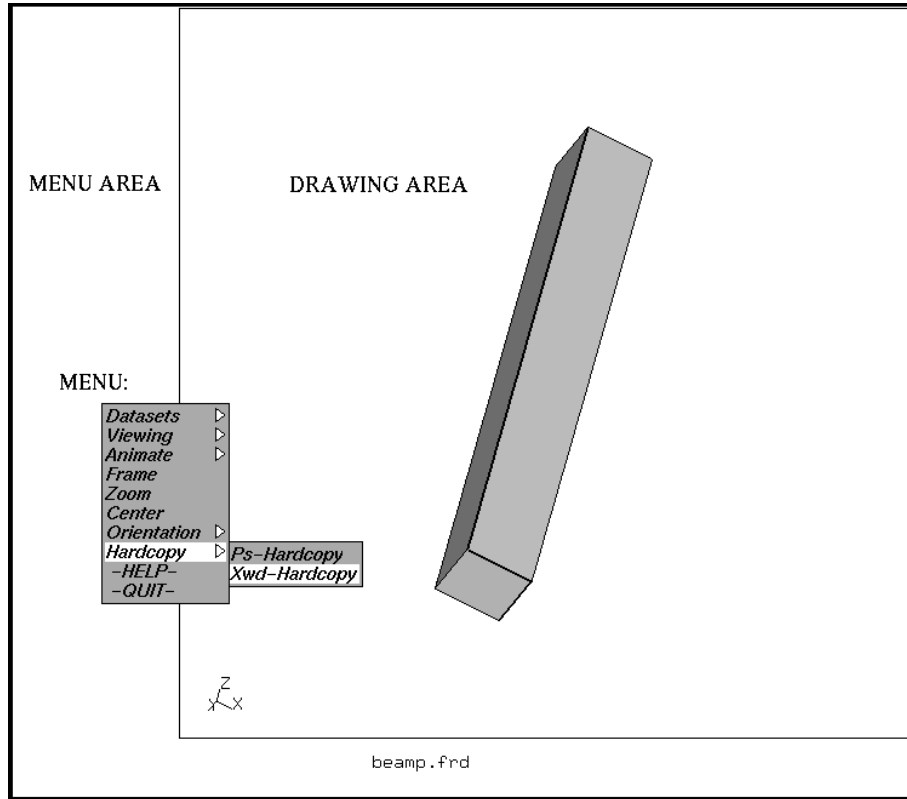 MENU AREA
DRAWING AREA
MENU:
Datasets
Viewing
Animate
Frame
Zoom
Center
Orientation
Hardcopy
Ps-Hardcopy
Xwd-Hardcopy
-HELP-
-QUIT-
Z
Y
X
beamp.frd